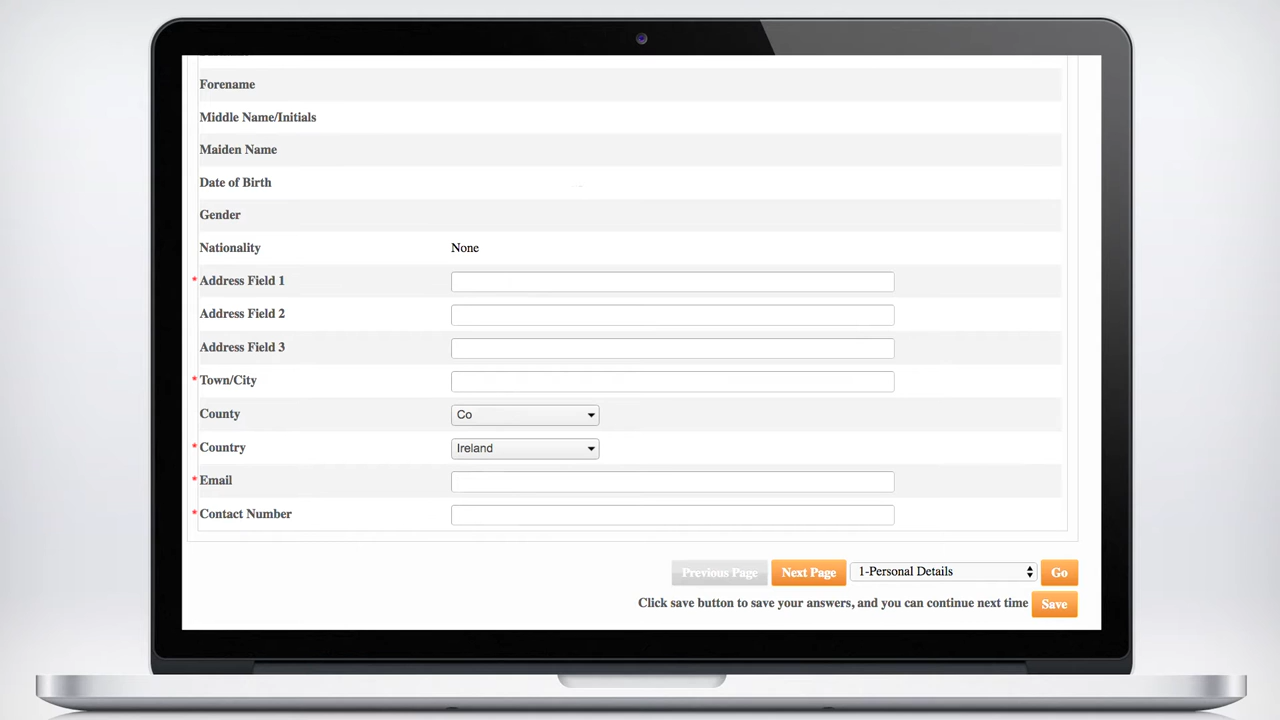 Forename
Middle Name/Initials
Maiden Name
Date of Birth
Gender
Nationality None
* Address Field 1
Address Field 2
Address Field 3
* Town/City
County Co
* Country Ireland
* Email
* Contact Number
Previous Page Next Page 1-Personal Details Go
Click save button to save your answers, and you can continue next time Save